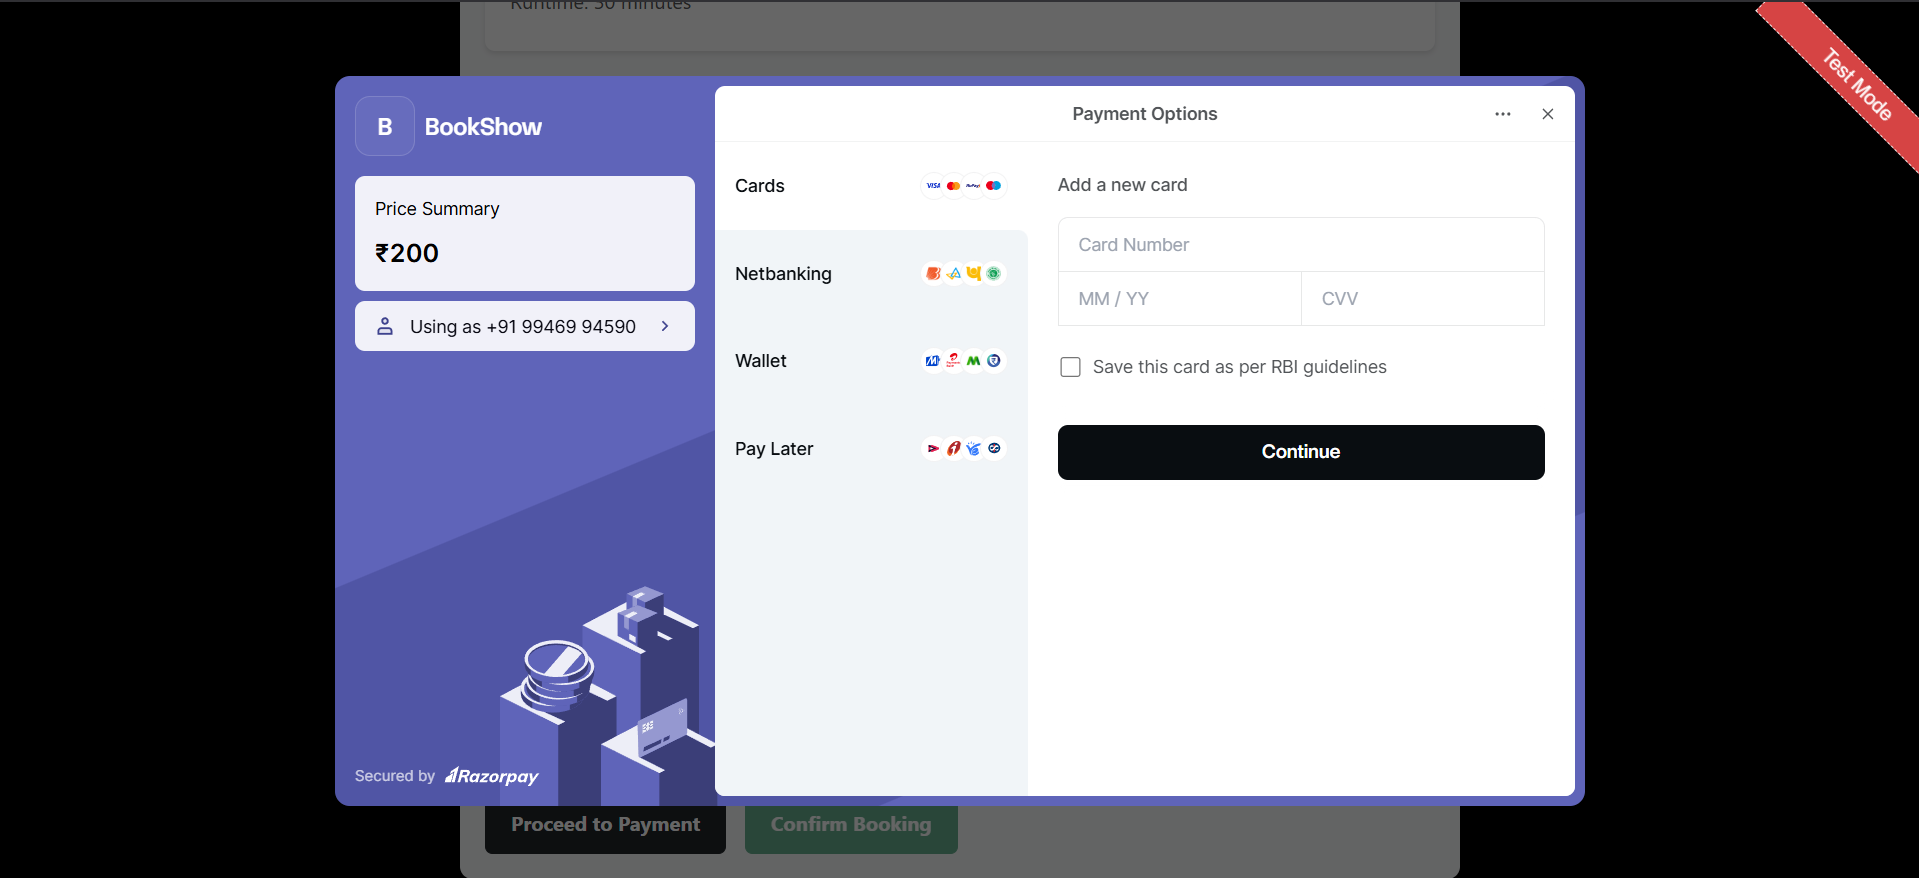 Runtime: 30 minutes
Test Mode
B
BookShow
Price Summary
₹200
Using as +91 99469 94590
Secured by Razorpay
Payment Options
Cards
VISA
RuPay
Netbanking
Wallet
Pay Later
Add a new card
Card Number
MM / YY
CVV
Save this card as per RBI guidelines
Continue
Proceed to Payment
Confirm Booking